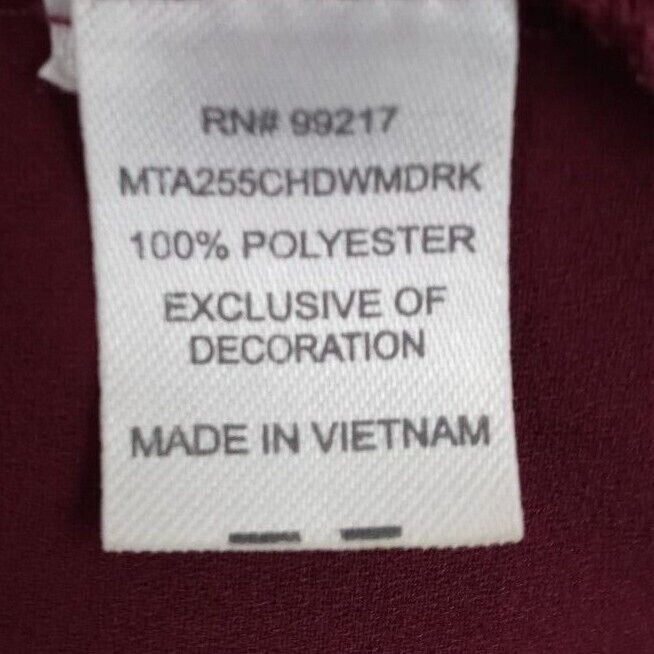 RN# 99217
MTA255CHDWMDRK
100% POLYESTER
EXCLUSIVE OF
DECORATION
MADE IN VIETNAM